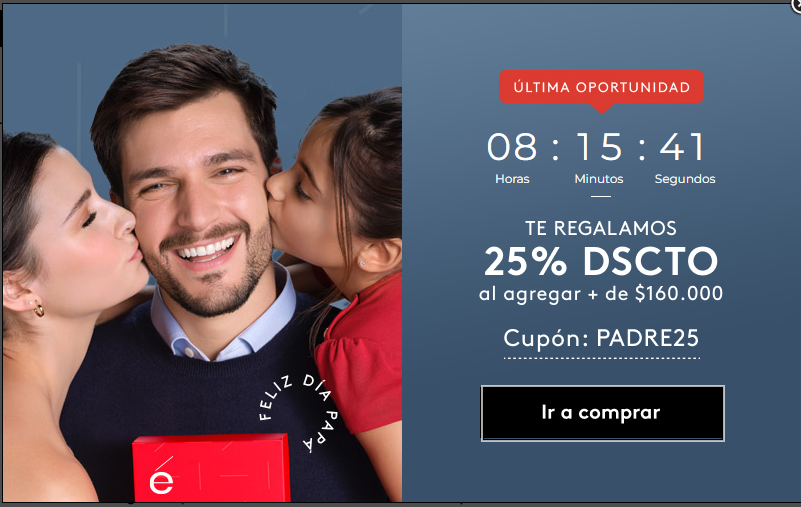 ÚLTIMA OPORTUNIDAD
08 : 15 : 41
Horas Minutos Segundos
TE REGALAMOS
25% DSCTO
al agregar + de $160.000
Cupón: PADRE25
Ir a comprar
FELIZ DÍA PAPÁ
é